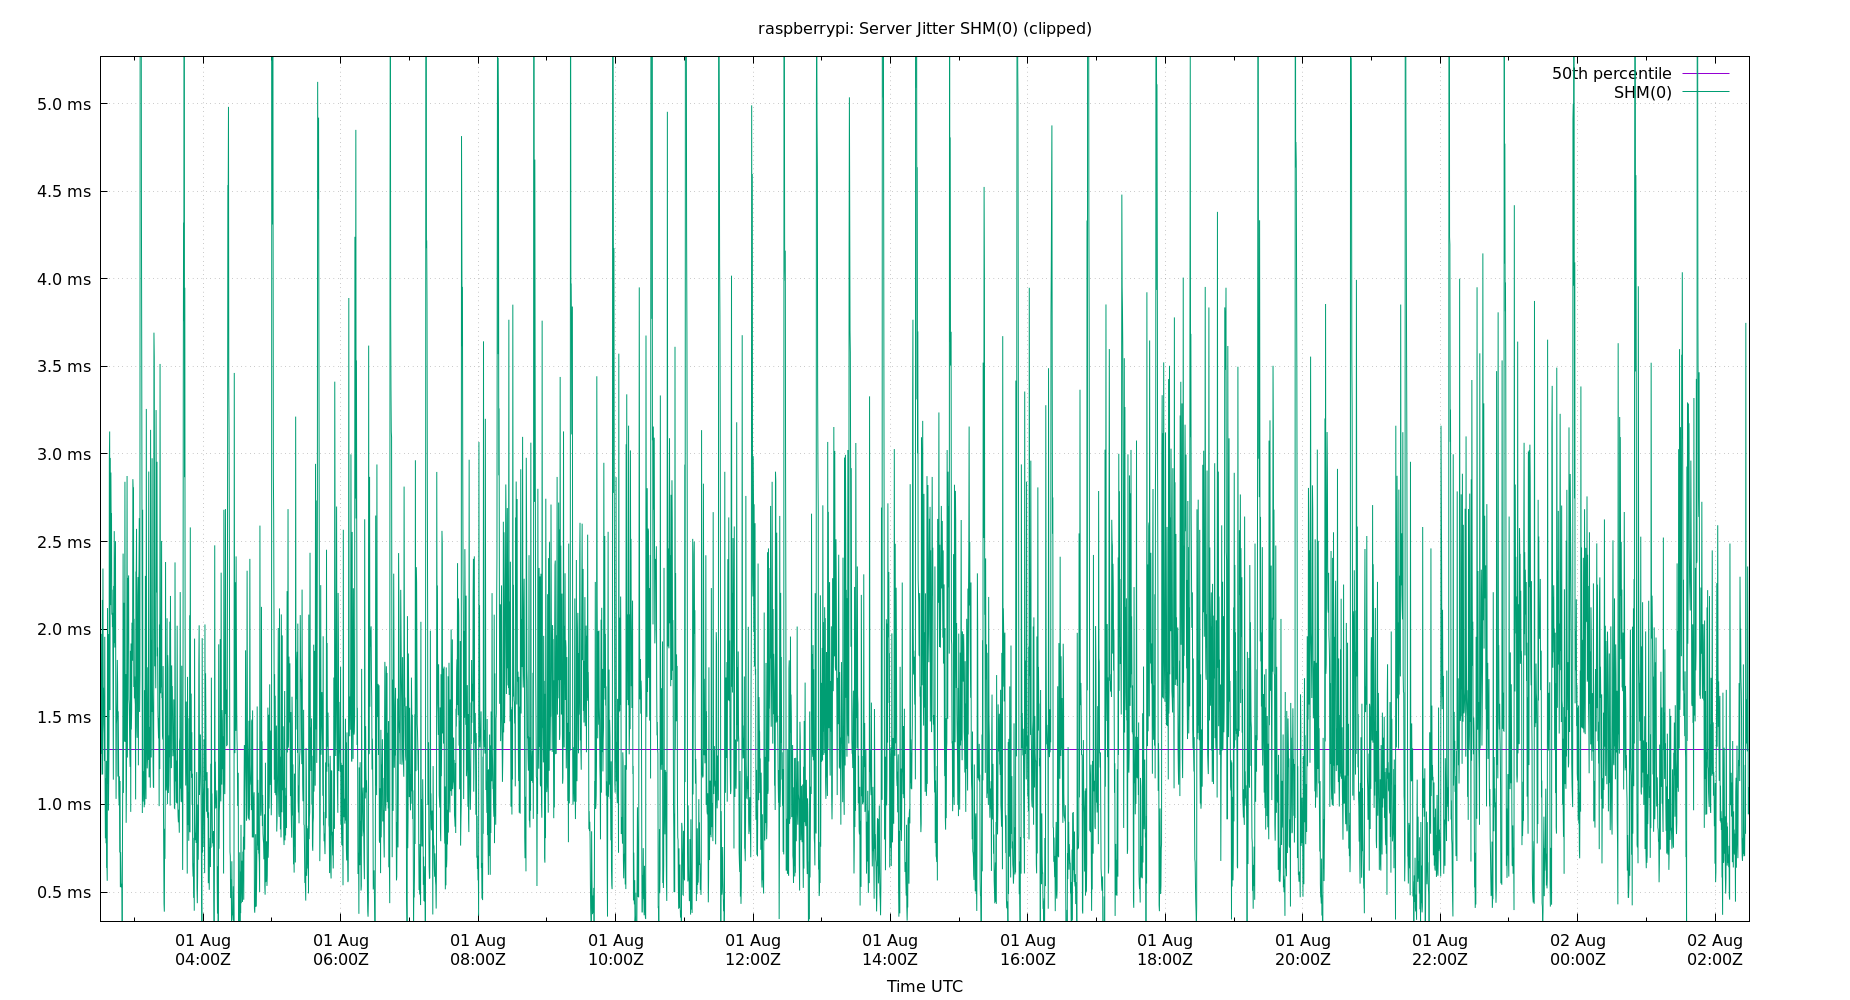 raspberrypi: Server Jitter SHM(0) (clipped)
50th percentile
SHM(0)
5.0 ms
4.5 ms
4.0 ms
3.5 ms
3.0 ms
2.5 ms
2.0 ms
1.5 ms
1.0 ms
0.5 ms
01 Aug 01 Aug 01 Aug 01 Aug 01 Aug 01 Aug 01 Aug 01 Aug 01 Aug 01 Aug 02 Aug 02 Aug
04:00Z 06:00Z 08:00Z 10:00Z 12:00Z 14:00Z 16:00Z 18:00Z 20:00Z 22:00Z 00:00Z 02:00Z
Time UTC